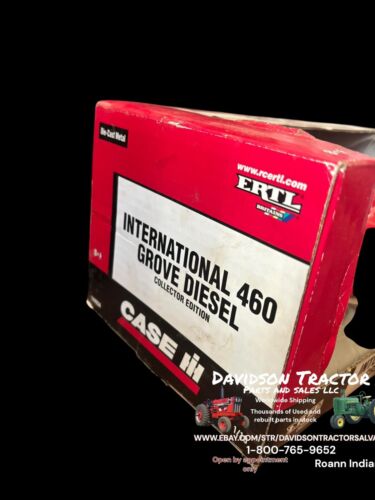 Die-Cast Metal
www.rcertl.com
ERTL
BRITAINS
INTERNATIONAL 460
GROVE DIESEL
COLLECTOR EDITION
CASE IH
Davidson Tractor
Parts and sales LLC
Worldwide Shipping
Thousands of Used and
rebuilt parts in stock
WWW.EBAY.COM/STR/DAVIDSONTRACTORSALVA
1-800-765-9652
Open by appointment
only
Roann India